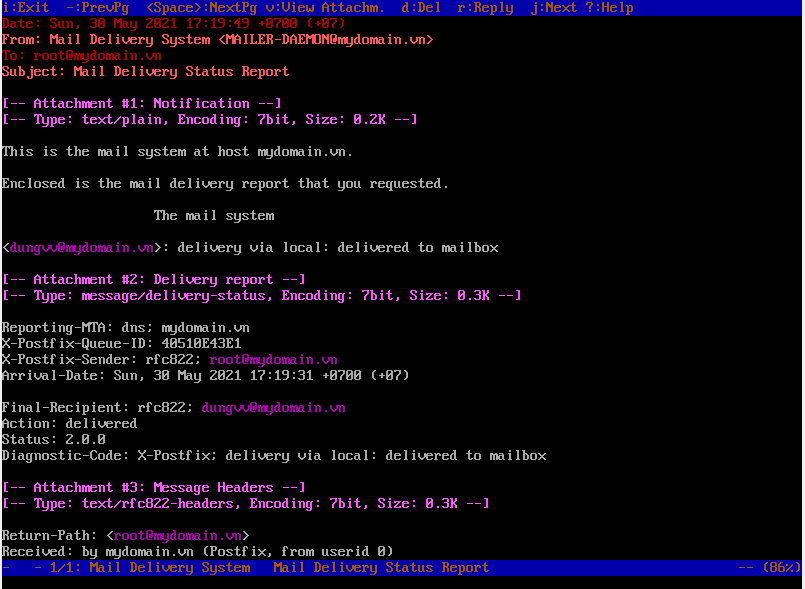 i:Exit  -:PrevPg  <Space>:NextPg v:View Attachm.  d:Del  r:Reply  j:Next ?:Help
Date: Sun, 30 May 2021 17:19:49 +0700 (+07)
From: Mail Delivery System <MAILER-DAEMON@mydomain.vn>
To: root@mydomain.vn
Subject: Mail Delivery Status Report
[-- Attachment #1: Notification --]
[-- Type: text/plain, Encoding: 7bit, Size: 0.2K --]
This is the mail system at host mydomain.vn.
Enclosed is the mail delivery report that you requested.
The mail system
<dungvv@mydomain.vn>: delivery via local: delivered to mailbox
[-- Attachment #2: Delivery report --]
[-- Type: message/delivery-status, Encoding: 7bit, Size: 0.3K --]
Reporting-MTA: dns; mydomain.vn
X-Postfix-Queue-ID: 40510E43E1
X-Postfix-Sender: rfc822; root@mydomain.vn
Arrival-Date: Sun, 30 May 2021 17:19:31 +0700 (+07)
Final-Recipient: rfc822; dungvv@mydomain.vn
Action: delivered
Status: 2.0.0
Diagnostic-Code: X-Postfix; delivery via local: delivered to mailbox
[-- Attachment #3: Message Headers --]
[-- Type: text/rfc822-headers, Encoding: 7bit, Size: 0.3K --]
Return-Path: <root@mydomain.vn>
Received: by mydomain.vn (Postfix, from userid 0)
-   - 1/1: Mail Delivery System   Mail Delivery Status Report   -- (86%)